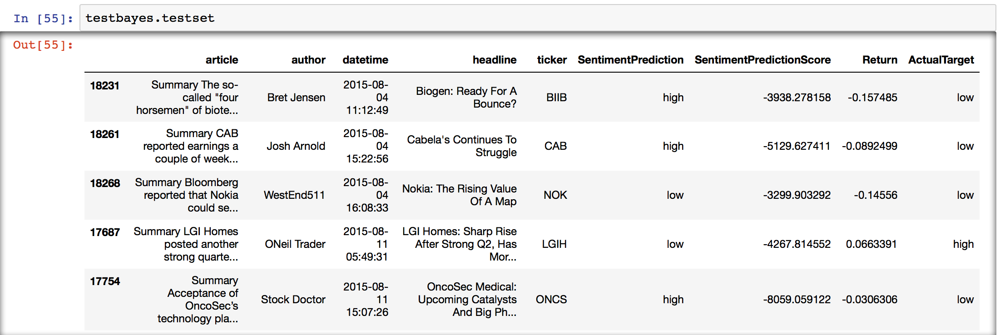 In [55]: testbayes.testset
Out[55]:
article author datetime headline ticker SentimentPrediction SentimentPredictionScore Return ActualTarget
18231 Summary The so- 2015-08-
called "four Bret Jensen 04 Biogen: Ready For A BIIB high -3938.278158 -0.157485 low
horsemen" of biote... 11:12:49 Bounce?
18261 Summary CAB 2015-08-
reported earnings a Josh Arnold 04 Cabela's Continues To CAB high -5129.627411 -0.0892499 low
couple of week... 15:22:56 Struggle
18268 Summary Bloomberg 2015-08-
reported that Nokia WestEnd511 04 Nokia: The Rising Value NOK low -3299.903292 -0.14556 low
could se... 16:08:33 Of A Map
17687 Summary LGI Homes 2015-08- LGI Homes: Sharp Rise
posted another ONeil Trader 11 After Strong Q2, Has LGIH low -4267.814552 0.0663391 high
strong quarte... 05:49:31 Mor...
17754 Summary
Acceptance of 2015-08- OncoSec Medical:
OncoSec’s Stock Doctor 11 Upcoming Catalysts ONCS high -8059.059122 -0.0306306 low
technology pla... 15:07:26 And Big Ph...